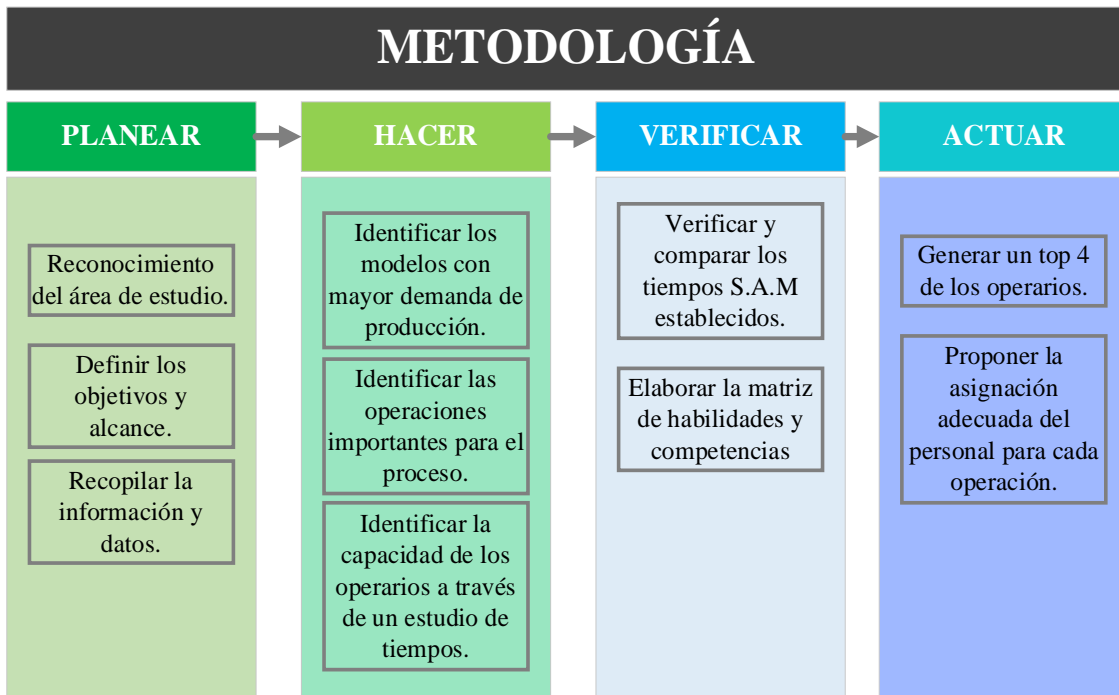 METODOLOGÍA
PLANEAR
Reconocimiento
del área de estudio.
Definir los
objetivos y
alcance.
Recopilar la
información y
datos.
HACER
Identificar los
modelos con
mayor demanda de
producción.
Identificar las
operaciones
importantes para el
proceso.
Identificar la
capacidad de los
operarios a través
de un estudio de
tiempos.
VERIFICAR
Verificar y
comparar los
tiempos S.A.M
establecidos.
Elaborar la matriz
de habilidades y
competencias
ACTUAR
Generar un top 4
de los operarios.
Proponer la
asignación
adecuada del
personal para cada
operación.